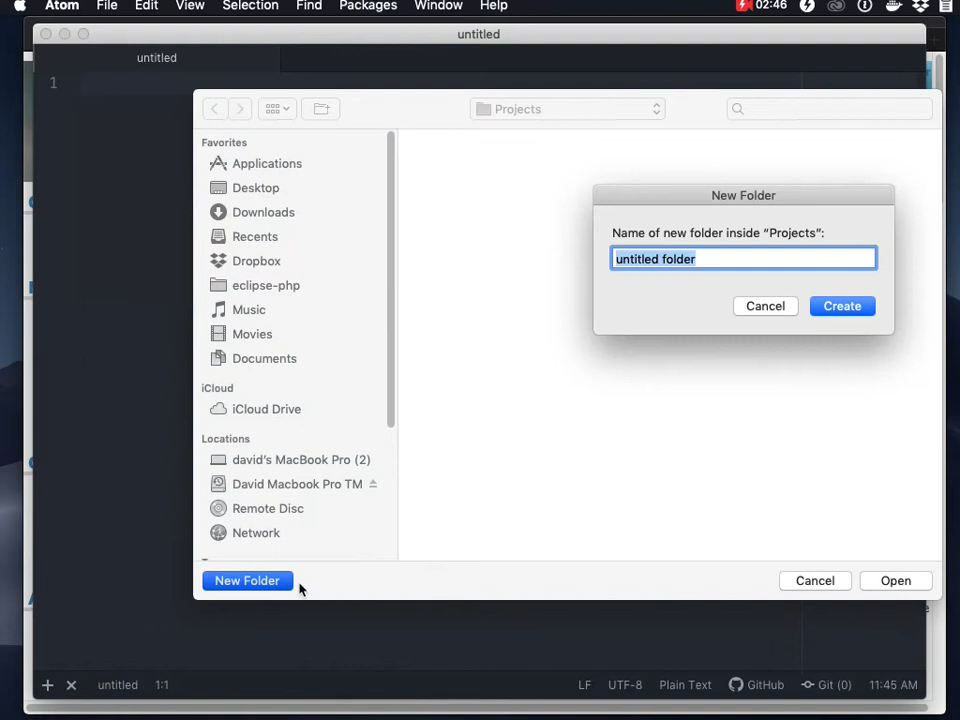 Atom File Edit View Selection Find Packages Window Help 02:46
untitled
untitled
1
Projects
Favorites
Applications
Desktop
Downloads
Recents
Dropbox
eclipse-php
Music
Movies
Documents
iCloud
iCloud Drive
Locations
david's MacBook Pro (2)
David Macbook Pro TM
Remote Disc
Network
New Folder
Name of new folder inside “Projects”:
untitled folder
Cancel Create
New Folder Cancel Open
untitled 1:1 LF UTF-8 Plain Text GitHub Git (0) 11:45 AM